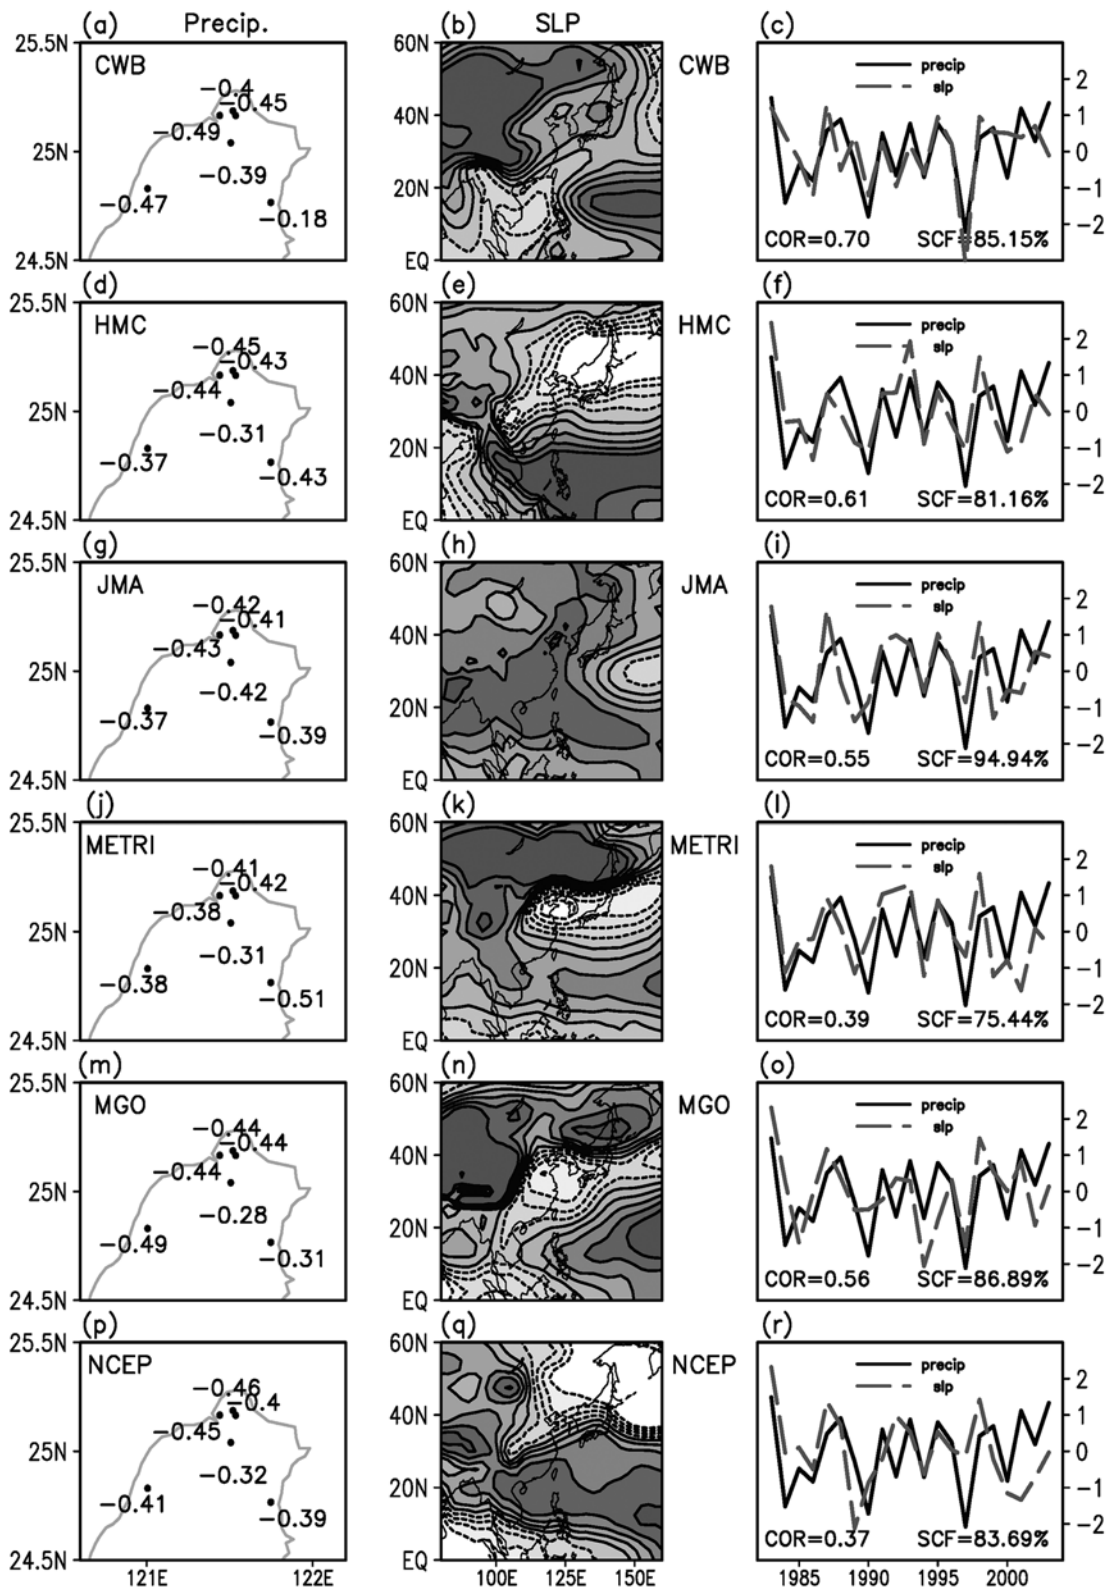 (a) Precip. (b) SLP (c)
25.5N 60N
CWB CWB precip 2
slp
−0.4
−0.45 40N 1
−0.49
25N 0
−0.39 20N
−0.47 −0.18 −1
COR=0.70 SCF=85.15% −2
24.5N EQ
(d) (e) (f)
25.5N 60N
HMC HMC precip 2
slp
−0.45
−0.43 40N 1
−0.44
25N 0
−0.31 20N
−0.37 −0.43 −1
COR=0.61 SCF=81.16% −2
24.5N EQ
(g) (h) (i)
25.5N 60N
JMA JMA precip 2
slp
−0.42
−0.41 40N 1
−0.43
25N 0
−0.42 20N
−0.37 −0.39 −1
COR=0.55 SCF=94.94% −2
24.5N EQ
(j) (k) (l)
25.5N 60N
METRI METRI precip 2
slp
−0.41
−0.42 40N 1
−0.38
25N 0
−0.31 20N
−0.38 −0.51 −1
COR=0.39 SCF=75.44% −2
24.5N EQ
(m) (n) (o)
25.5N 60N
MGO MGO precip 2
slp
−0.44
−0.44 40N 1
−0.44
25N 0
−0.28 20N
−0.49 −0.31 −1
COR=0.56 SCF=86.89% −2
24.5N EQ
(p) (q) (r)
25.5N 60N
NCEP NCEP precip 2
slp
−0.46
−0.4 40N 1
−0.45
25N 0
−0.32 20N
−0.41 −0.39 −1
COR=0.37 SCF=83.69% −2
24.5N EQ
121E 122E 100E 125E 150E 1985 1990 1995 2000